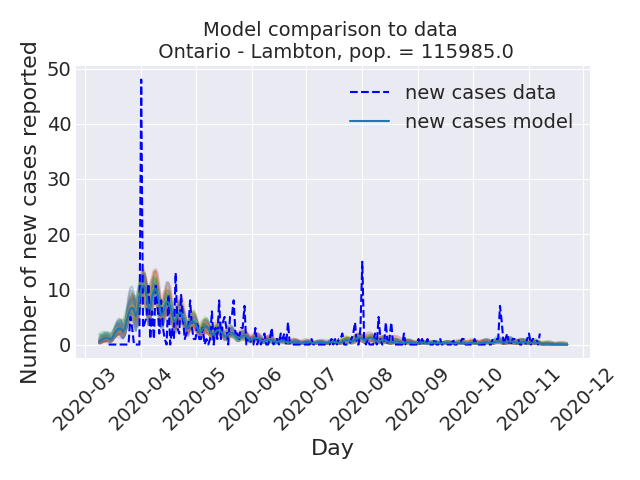 Model comparison to data
Ontario - Lambton, pop. = 115985.0
Number of new cases reported
50
40
30
20
10
0
new cases data
new cases model
2020-03
2020-04
2020-05
2020-06
2020-07
2020-08
2020-09
2020-10
2020-11
2020-12
Day